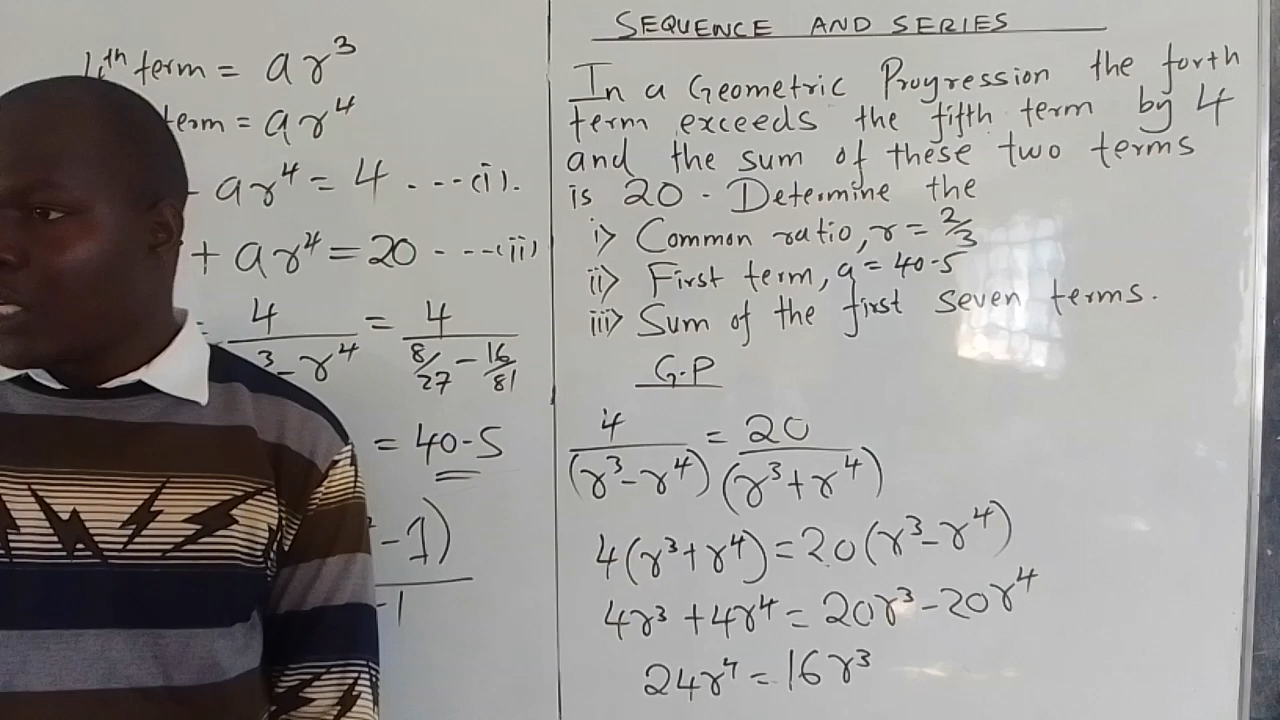 4th term = ar³
term = ar⁴
- ar⁴ = 4 ----(i).
+ ar⁴ = 20 ----(ii)
= 4/(³ - r⁴) = 4/(8/27 - 16/81)
= 40.5
- 1)
- 1
SEQUENCE AND SERIES
In a Geometric Progression the forth
term exceeds the fifth term by 4
and the sum of these two terms
is 20. Determine the
i) Common ratio, r = 2/3
ii) First term, a = 40.5
iii) Sum of the first seven terms.
G.P
4/(r³ - r⁴) = 20/(r³ + r⁴)
4(r³ + r⁴) = 20(r³ - r⁴)
4r³ + 4r⁴ = 20r³ - 20r⁴
24r⁴ = 16r³